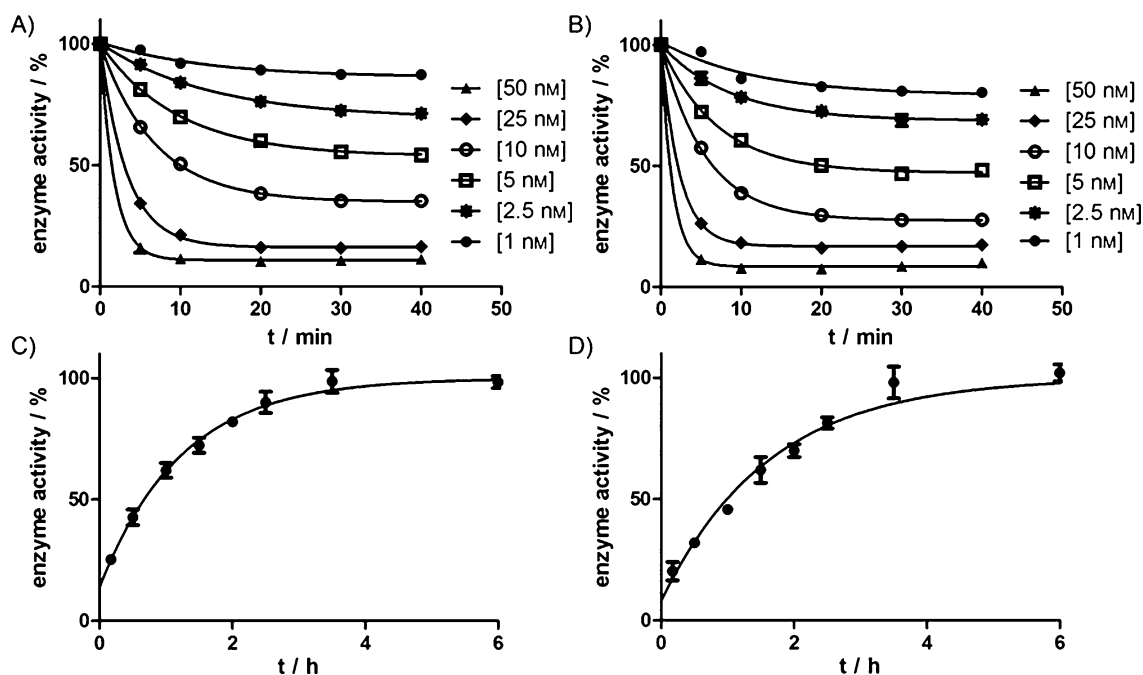 A)
enzyme activity / %
100
50
0
0 10 20 30 40 50
t / min
[50 nM]
[25 nM]
[10 nM]
[5 nM]
[2.5 nM]
[1 nM]
B)
enzyme activity / %
100
50
0
0 10 20 30 40 50
t / min
[50 nM]
[25 nM]
[10 nM]
[5 nM]
[2.5 nM]
[1 nM]
C)
enzyme activity / %
100
50
0
0 2 4 6
t / h
D)
enzyme activity / %
100
50
0
0 2 4 6
t / h